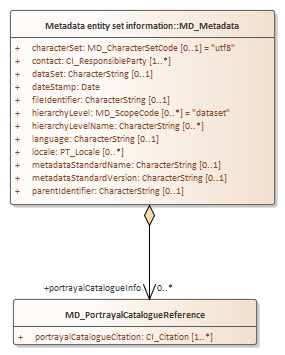 Metadata entity set information::MD_Metadata
+ characterSet: MD_CharacterSetCode [0..1] = "utf8"
+ contact: CI_ResponsibleParty [1..*]
+ dataSet: CharacterString [0..1]
+ dateStamp: Date
+ fileIdentifier: CharacterString [0..1]
+ hierarchyLevel: MD_ScopeCode [0..*] = "dataset"
+ hierarchyLevelName: CharacterString [0..*]
+ language: CharacterString [0..1]
+ locale: PT_Locale [0..*]
+ metadataStandardName: CharacterString [0..1]
+ metadataStandardVersion: CharacterString [0..1]
+ parentIdentifier: CharacterString [0..1]
+portrayalCatalogueInfo 0..*
MD_PortrayalCatalogueReference
+ portrayalCatalogueCitation: CI_Citation [1..*]